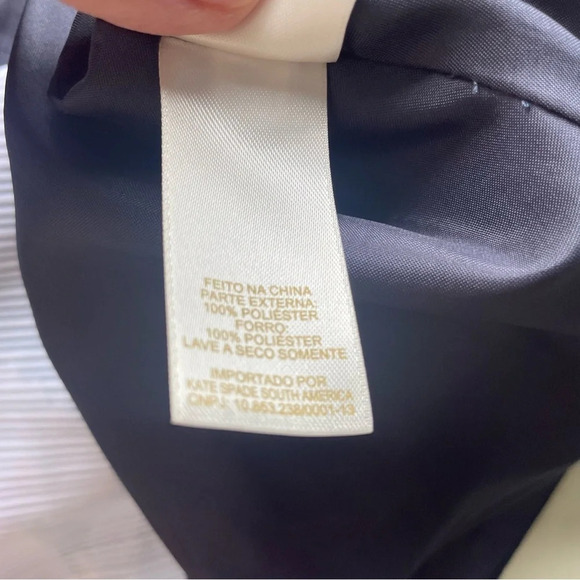 FEITO NA CHINA
PARTE EXTERNA:
100% POLIÉSTER
FORRO:
100% POLIÉSTER
LAVE A SECO SOMENTE
IMPORTADO POR
KATE SPADE SOUTH AMERICA
CNPJ 10.853.238/0001-13